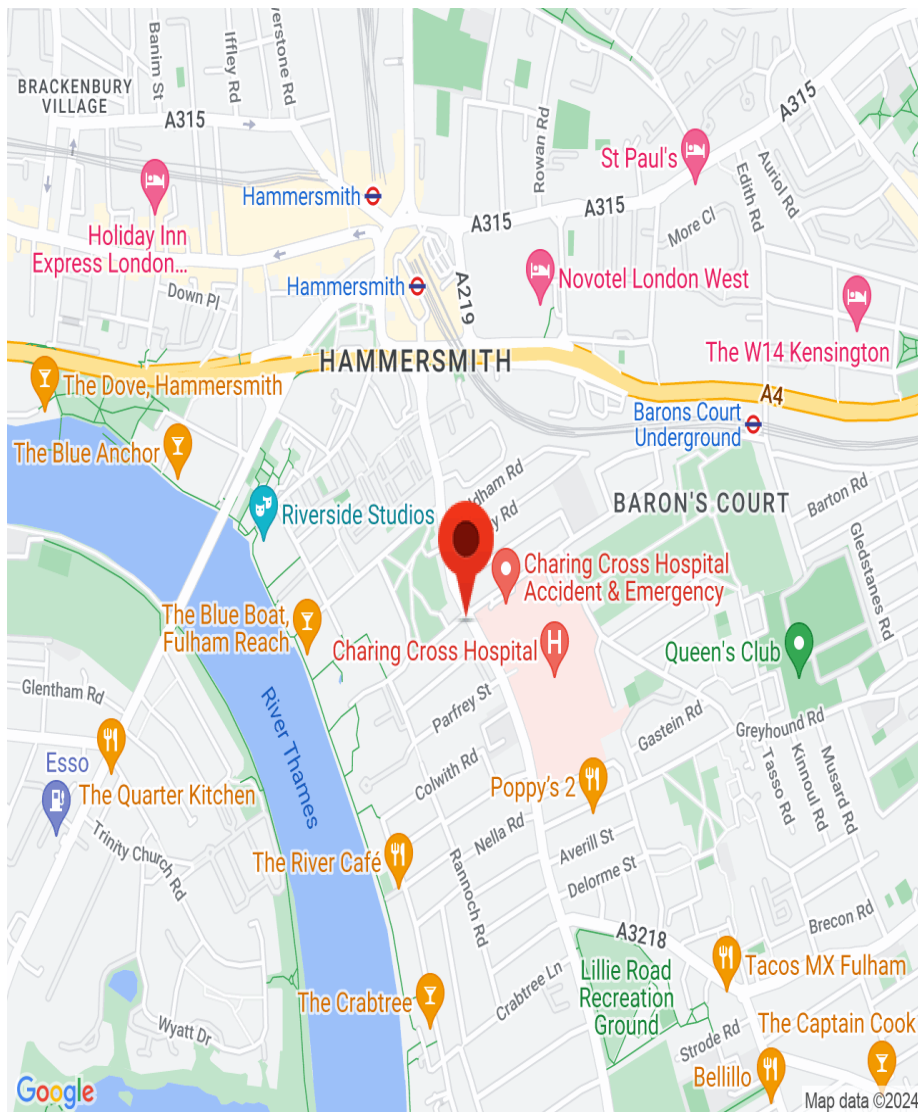 Banim St
Iffley Rd
verstone Rd
BRACKENBURY
VILLAGE
A315
A315
Rowan Rd
St Paul's
Hammersmith
A315
A315
Edith Rd
Auriol Rd
More Cl
Holiday Inn
Express London...
Hammersmith
A219
Novotel London West
Down Pl
The W14 Kensington
HAMMERSMITH
The Dove, Hammersmith
A4
Barons Court
Underground
The Blue Anchor
ldham Rd
Barton Rd
BARON'S COURT
Riverside Studios
y Rd
Gledstanes Rd
Charing Cross Hospital
Accident & Emergency
The Blue Boat,
Fulham Reach
Charing Cross Hospital
H
Queen's Club
Glentham Rd
River Thames
Parfrey St
Gastein Rd
Greyhound Rd
Esso
The Quarter Kitchen
Colwith Rd
Poppy's 2
Tasso Rd
Kinnoul Rd
Musard Rd
Trinity Church Rd
The River Café
Nella Rd
Averill St
Rannoch Rd
Delorme St
A3218
Brecon Rd
Crabtree Ln
Lillie Road
Recreation
Ground
Tacos MX Fulham
The Crabtree
Wyatt Dr
Strode Rd
The Captain Cook
Bellillo
Google
Map data ©2024